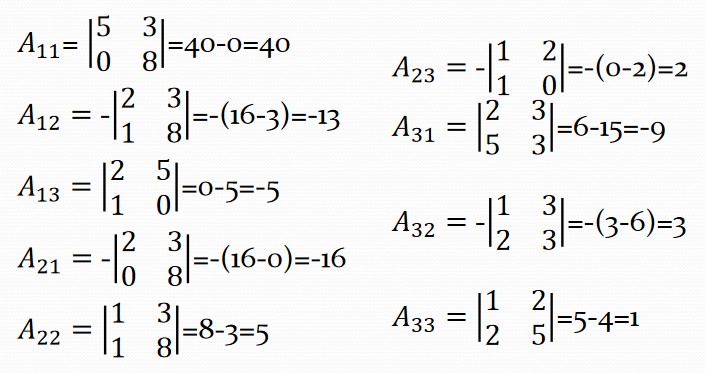 A₁₁= |5 3; 0 8|=40-0=40
A₁₂ = -|2 3; 1 8|=-(16-3)=-13
A₁₃ = |2 5; 1 0|=0-5=-5
A₂₁ = -|2 3; 0 8|=-(16-0)=-16
A₂₂ = |1 3; 1 8|=8-3=5
A₂₃ = -|1 2; 1 0|=-(0-2)=2
A₃₁ = |2 3; 5 3|=6-15=-9
A₃₂ = -|1 3; 2 3|=-(3-6)=3
A₃₃ = |1 2; 2 5|=5-4=1